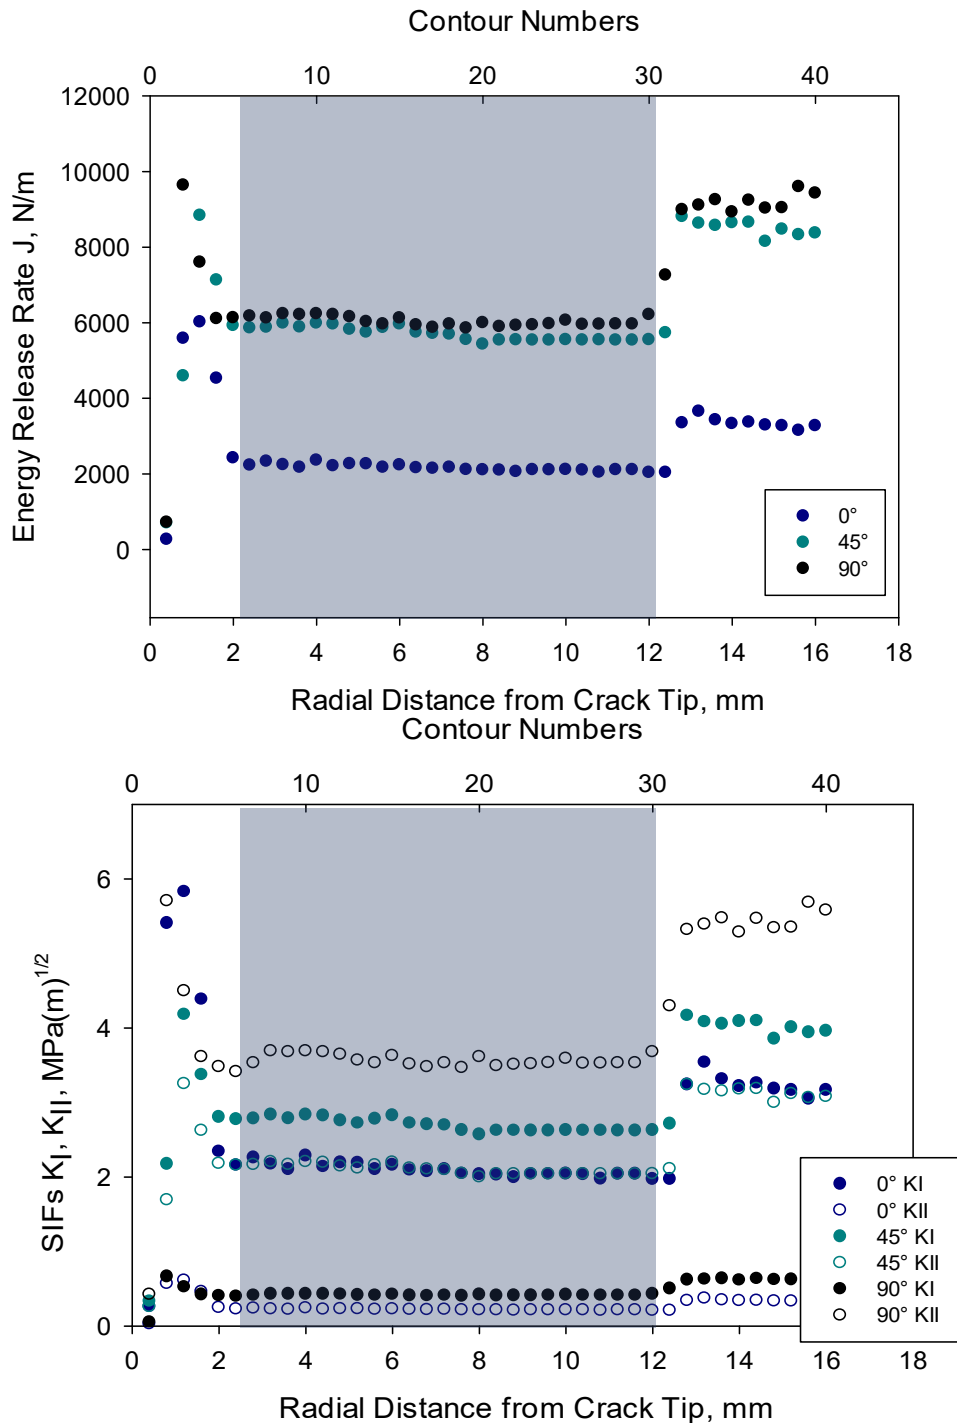 Contour Numbers
0 10 20 30 40
12000
10000
8000
6000
4000
2000
0
Energy Release Rate J, N/m
0°
45°
90°
0 2 4 6 8 10 12 14 16 18
Radial Distance from Crack Tip, mm
Contour Numbers
0 10 20 30 40
6
4
2
0
SIFs K_I, K_II, MPa(m)^1/2
0° KI
0° KII
45° KI
45° KII
90° KI
90° KII
0 2 4 6 8 10 12 14 16 18
Radial Distance from Crack Tip, mm